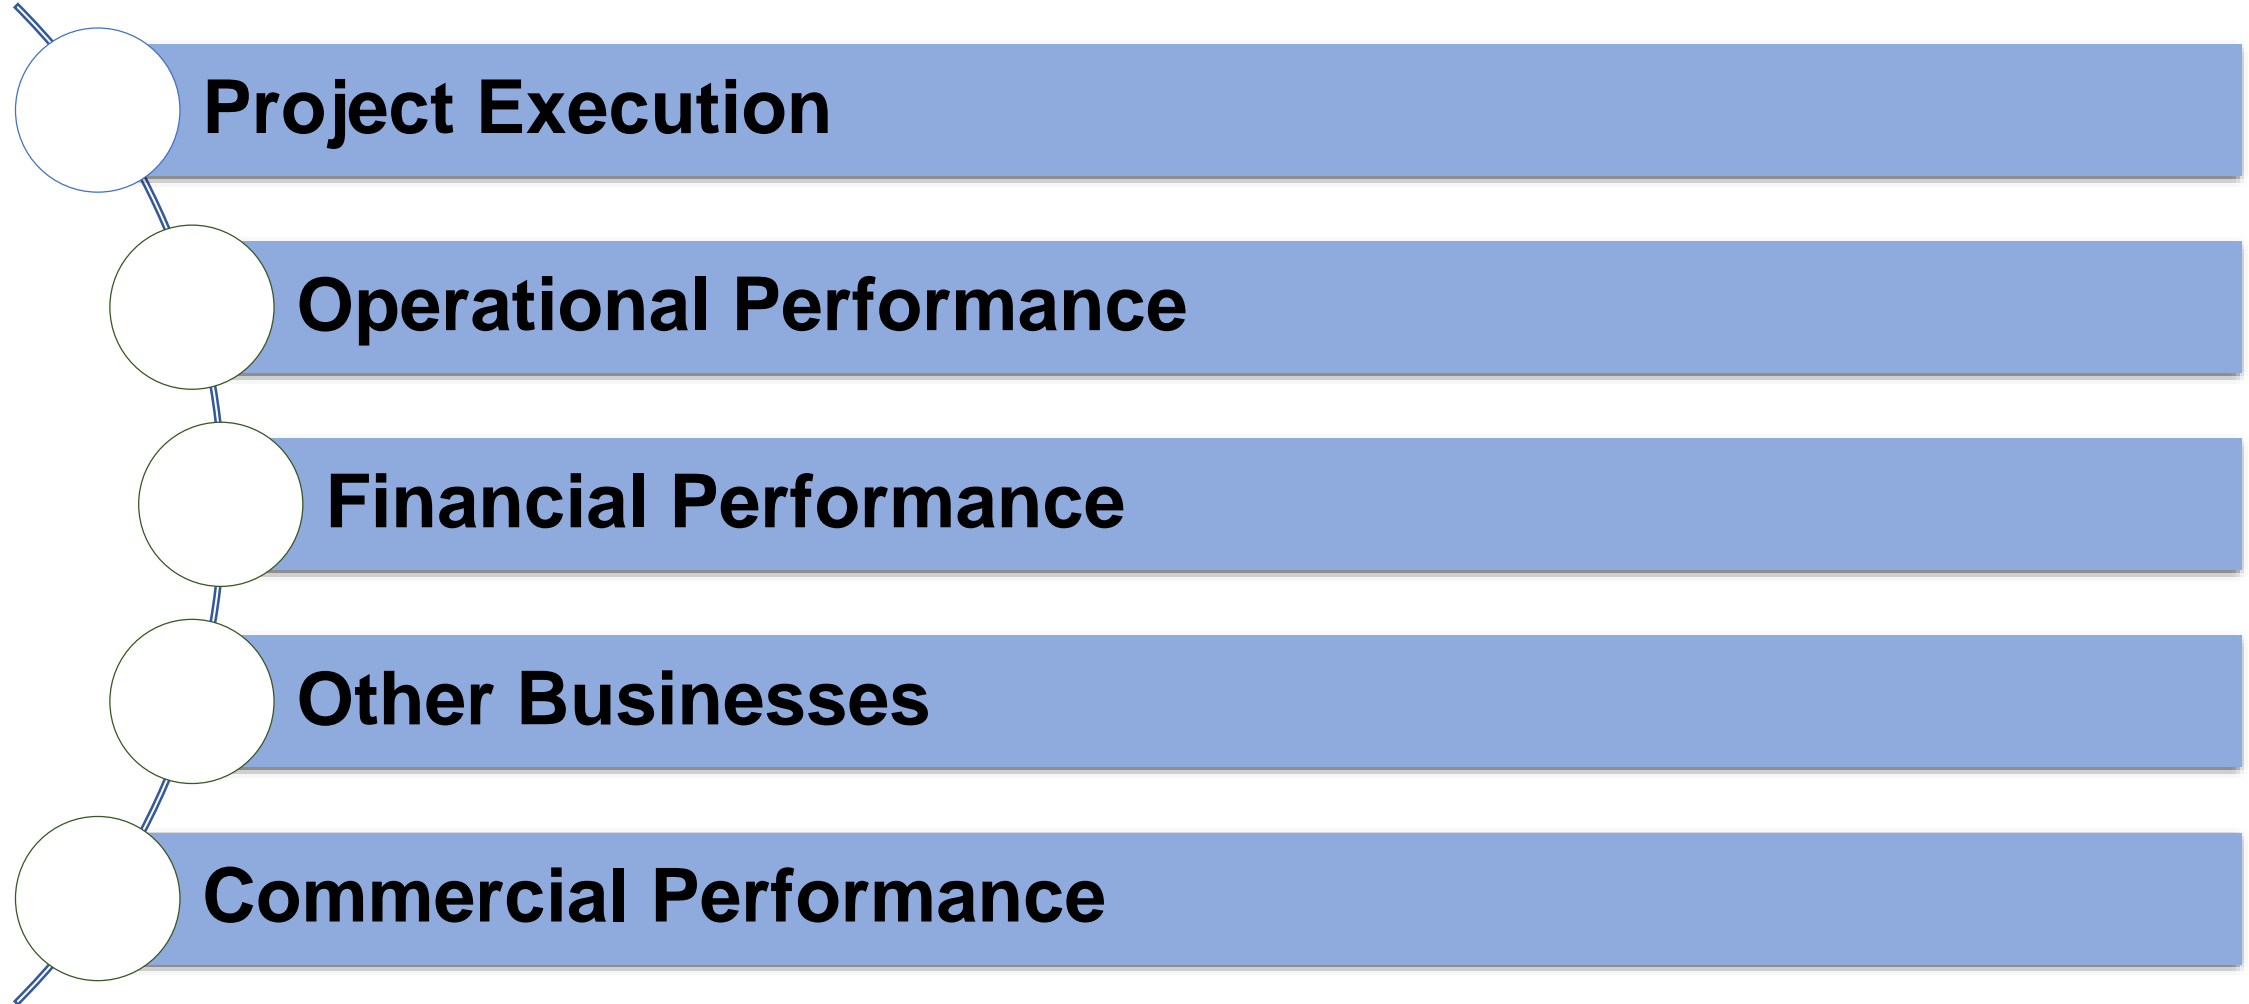 Project Execution
Operational Performance
Financial Performance
Other Businesses
Commercial Performance